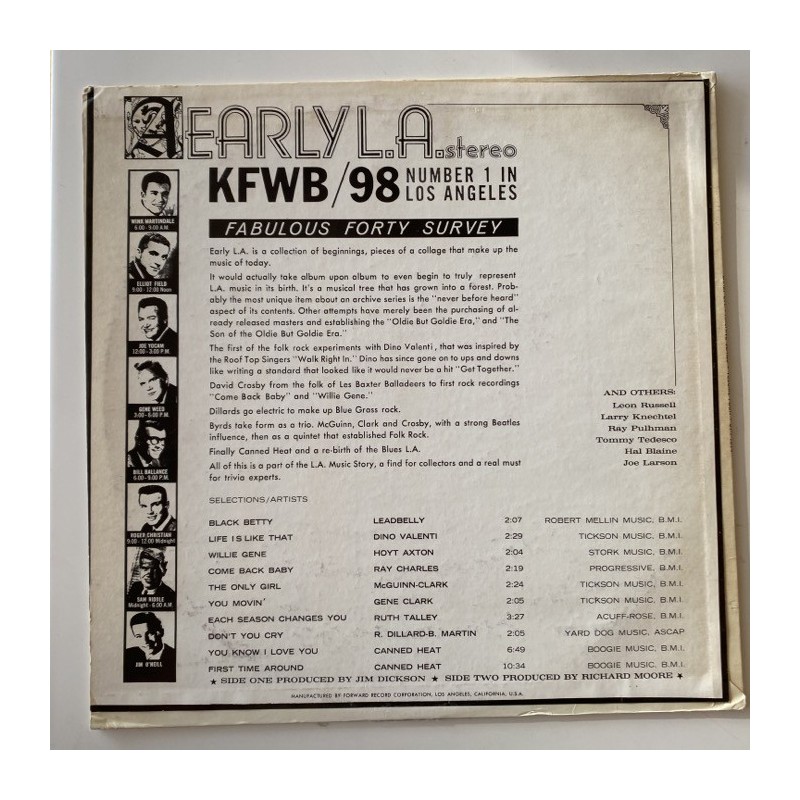 A EARLY L.A. stereo
KFWB/98 NUMBER 1 IN LOS ANGELES
FABULOUS FORTY SURVEY
WINK MARTINDALE
6:00 - 9:00 A.M.
ELLIOT FIELD
9:00 - 12:00 Noon
JOE YOCAM
12:00 - 3:00 P.M.
GENE WEED
3:00 - 6:00 P.M.
BILL BALLANCE
6:00 - 9:00 P.M.
ROGER CHRISTIAN
9:00 - 12:00 Midnight
SAM RIDDLE
Midnight - 6:00 A.M.
JIM O'NEILL
Early L.A. is a collection of beginnings, pieces of a collage that make up the
music of today.
It would actually take album upon album to even begin to truly represent
L.A. music in its birth. It's a musical tree that has grown into a forest. Prob-
ably the most unique item about an archive series is the "never before heard"
aspect of its contents. Other attempts have merely been the purchasing of al-
ready released masters and establishing the "Oldie But Goldie Era," and "The
Son of the Oldie But Goldie Era."
The first of the folk rock experiments with Dino Valenti, that was inspired by
the Roof Top Singers "Walk Right In." Dino has since gone on to ups and downs
like writing a standard that looked like it would never be a hit "Get Together."
David Crosby from the folk of Les Baxter Balladeers to first rock recordings
"Come Back Baby" and "Willie Gene."
Dillards go electric to make up Blue Grass rock.
Byrds take form as a trio. McGuinn, Clark and Crosby, with a strong Beatles
influence, then as a quintet that established Folk Rock.
Finally Canned Heat and a re-birth of the Blues L.A.
All of this is a part of the L.A. Music Story, a find for collectors and a real must
for trivia experts.
AND OTHERS:
Leon Russell
Larry Knechtel
Ray Pulhman
Tommy Tedesco
Hal Blaine
Joe Larson
SELECTIONS/ARTISTS
BLACK BETTY LEADBELLY 2:07 ROBERT MELLIN MUSIC, B.M.I.
LIFE IS LIKE THAT DINO VALENTI 2:29 TICKSON MUSIC, B.M.I.
WILLIE GENE HOYT AXTON 2:04 STORK MUSIC, B.M.I.
COME BACK BABY RAY CHARLES 2:19 PROGRESSIVE, B.M.I.
THE ONLY GIRL McGUINN-CLARK 2:24 TICKSON MUSIC, B.M.I.
YOU MOVIN' GENE CLARK 2:05 TICKSON MUSIC, B.M.I.
EACH SEASON CHANGES YOU RUTH TALLEY 3:27 ACUFF-ROSE, B.M.I.
DON'T YOU CRY R. DILLARD-B. MARTIN 2:05 YARD DOG MUSIC, ASCAP
YOU KNOW I LOVE YOU CANNED HEAT 6:49 BOOGIE MUSIC, B.M.I.
FIRST TIME AROUND CANNED HEAT 10:34 BOOGIE MUSIC, B.M.I.
★ SIDE ONE PRODUCED BY JIM DICKSON ★ SIDE TWO PRODUCED BY RICHARD MOORE ★
MANUFACTURED BY FORWARD RECORD CORPORATION, LOS ANGELES, CALIFORNIA, U.S.A.